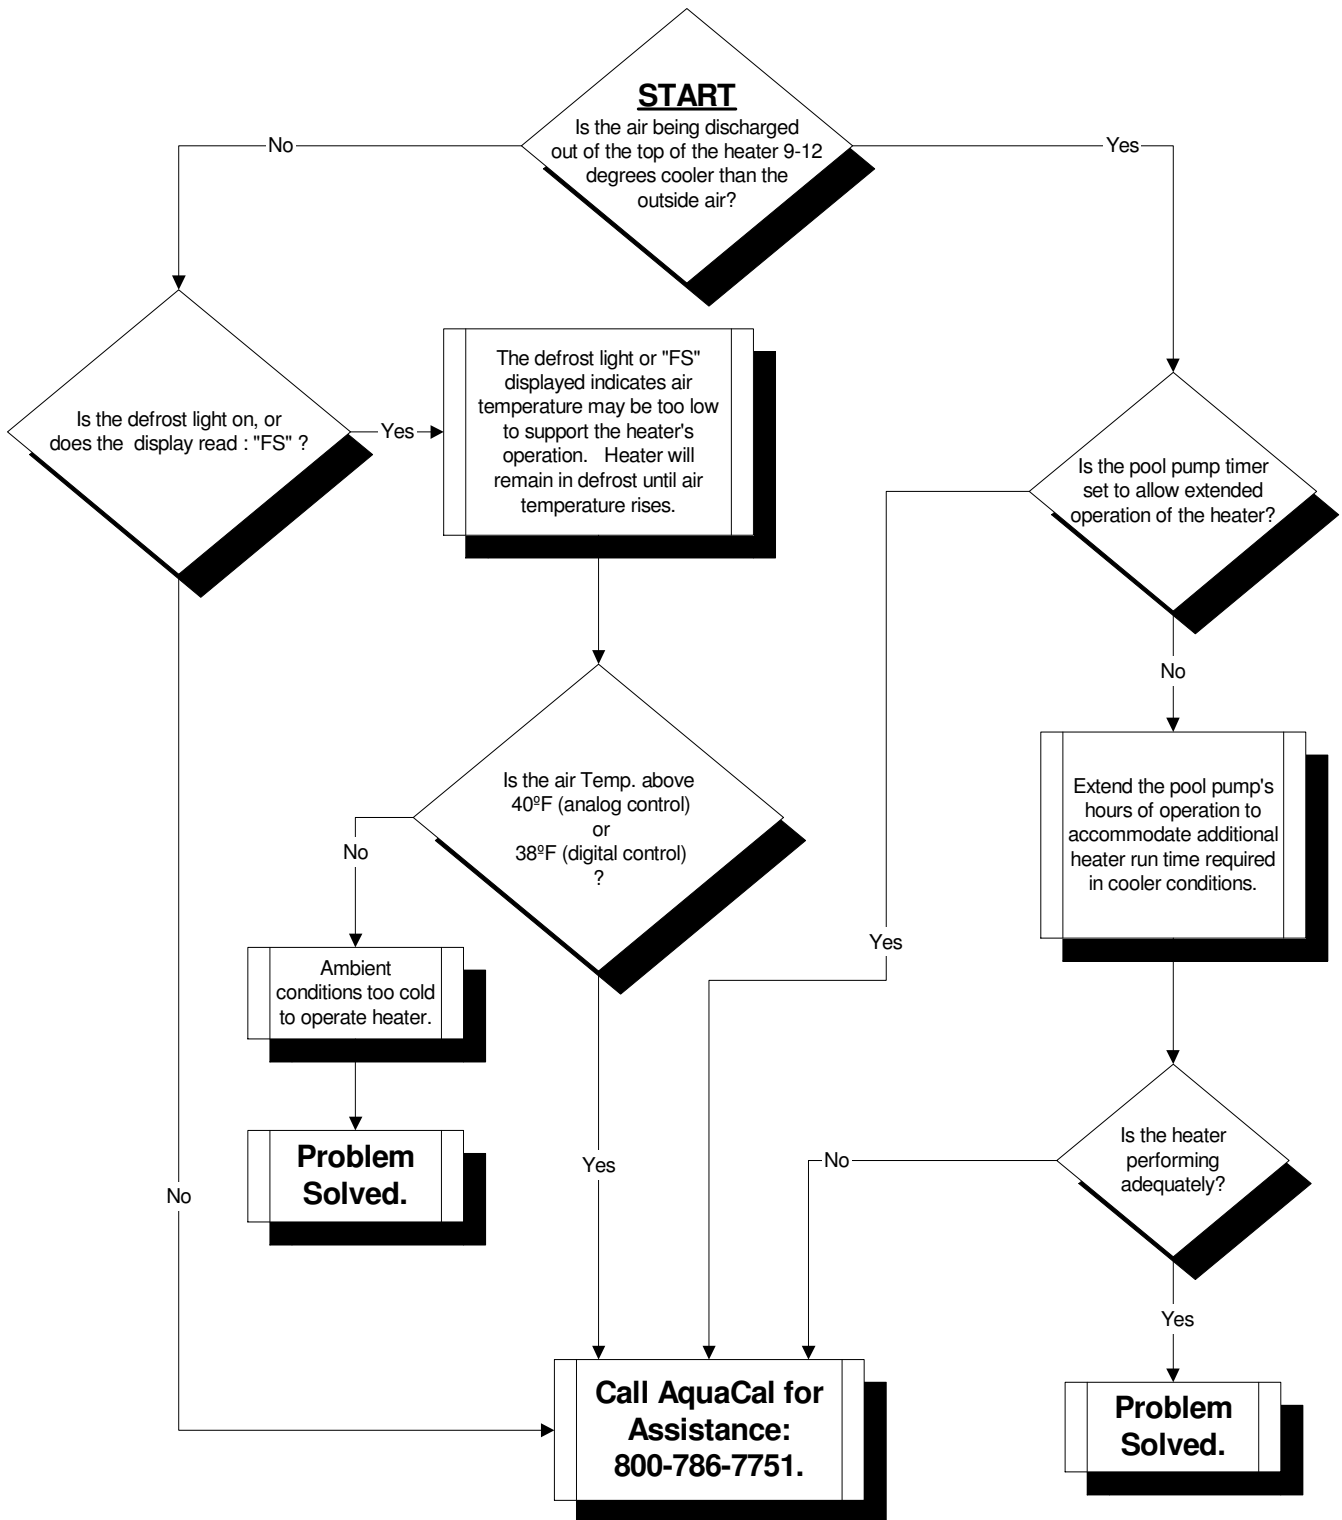 START
Is the air being discharged
out of the top of the heater 9-12
degrees cooler than the
outside air?
No
Yes
Is the defrost light on, or
does the display read : "FS" ?
Yes
The defrost light or "FS"
displayed indicates air
temperature may be too low
to support the heater's
operation. Heater will
remain in defrost until air
temperature rises.
Is the pool pump timer
set to allow extended
operation of the heater?
No
Is the air Temp. above
40ºF (analog control)
or
38ºF (digital control)
?
No
Extend the pool pump's
hours of operation to
accommodate additional
heater run time required
in cooler conditions.
Yes
Ambient
conditions too cold
to operate heater.
Problem
Solved.
No
Yes
Is the heater
performing
adequately?
No
Yes
Call AquaCal for
Assistance:
800-786-7751.
Problem
Solved.